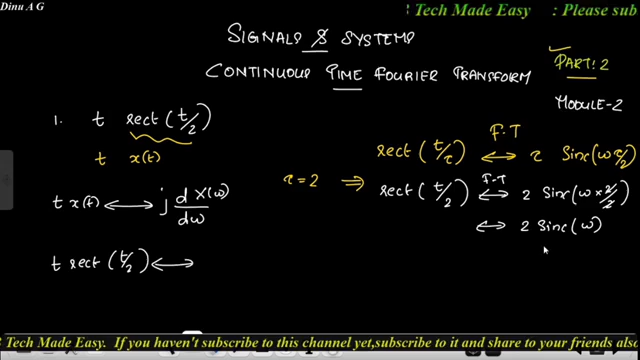 Dinu A G
Tech Made Easy : Please sub
SIGNALS & SYSTEMS
CONTINUOUS TIME FOURIER TRANSFORM
✓ PART: 2
MODULE-2
1. t rect(t/2)
t x(t)
rect(t/τ) F.T ⟷ τ Sinc(ωτ/2)
τ=2 ⇒ rect(t/2) F.T ⟷ 2 Sinc(ω×2/2)
t x(t) ⟷ j d X(ω)/dω
⟷ 2 Sinc(ω)
t rect(t/2) ⟷
Tech Made Easy. If you haven't subscribe to this channel yet,subscribe to it and share to your friends also